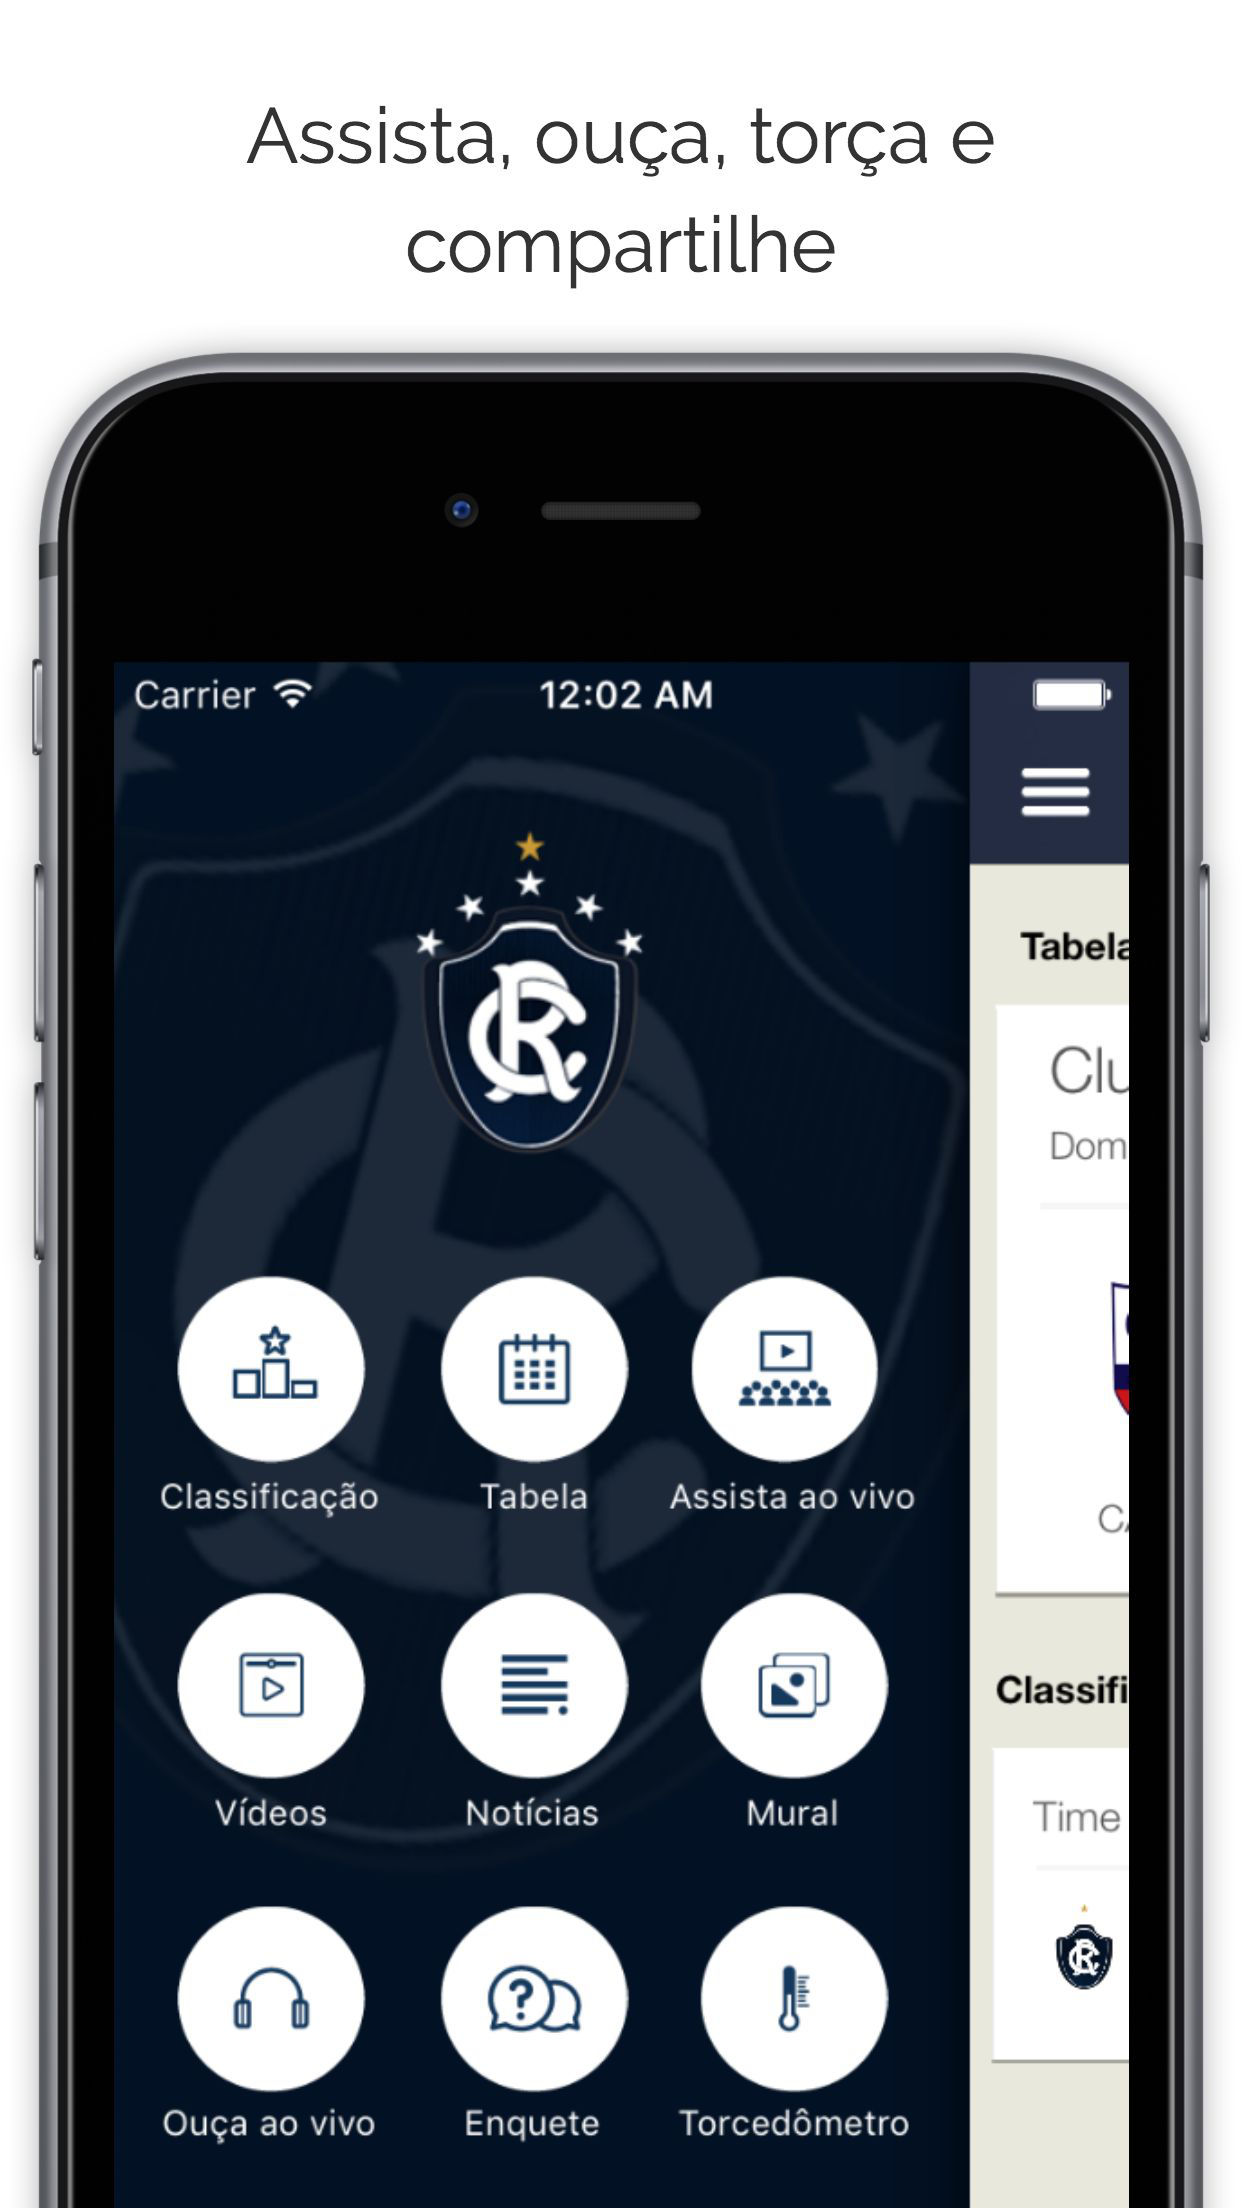 Assista, ouça, torça e
compartilhe
Carrier 12:02 AM
Tabela
Clu
Dom
Classificação Tabela Assista ao vivo
CA
Classifi
Vídeos Notícias Mural
Time
Ouça ao vivo Enquete Torcedômetro